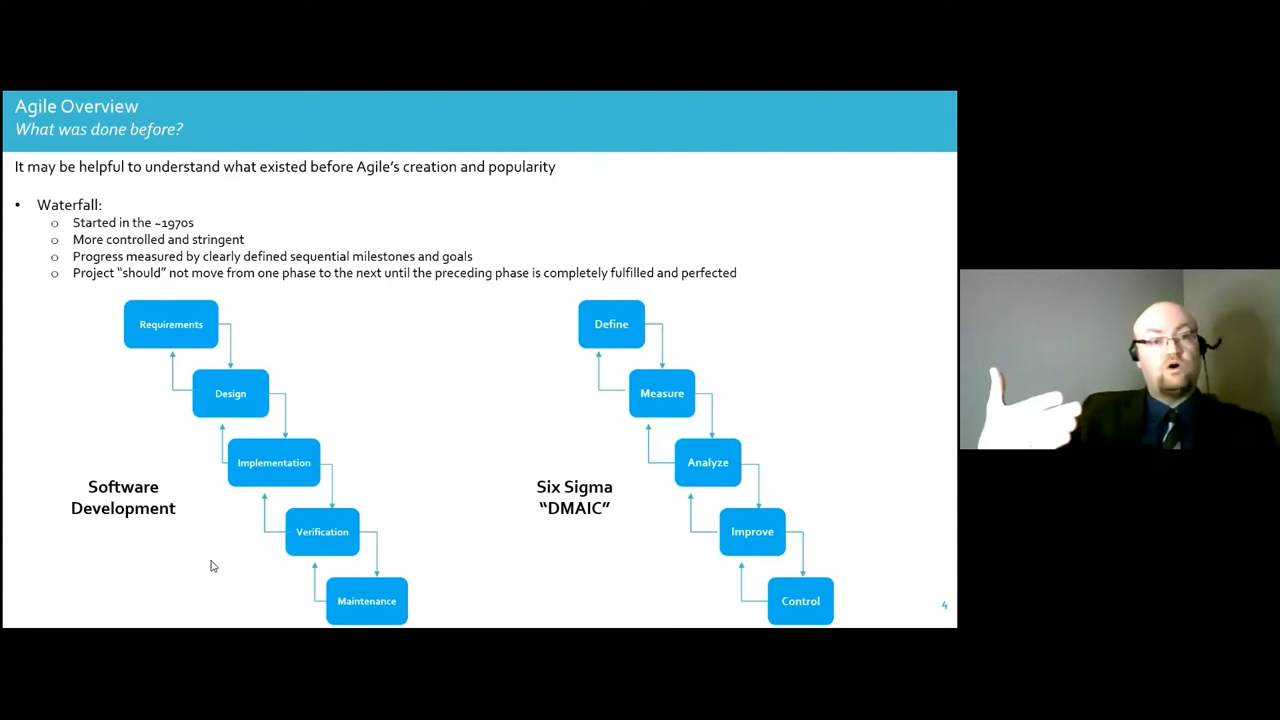 Agile Overview
What was done before?
It may be helpful to understand what existed before Agile's creation and popularity
• Waterfall:
o Started in the ~1970s
o More controlled and stringent
o Progress measured by clearly defined sequential milestones and goals
o Project “should” not move from one phase to the next until the preceding phase is completely fulfilled and perfected
Requirements
Design
Implementation
Verification
Maintenance
Software
Development
Define
Measure
Analyze
Improve
Control
Six Sigma
“DMAIC”
4